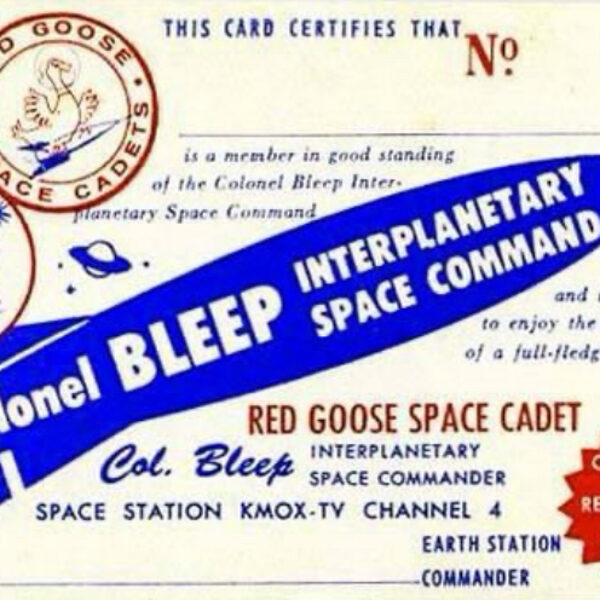 THIS CARD CERTIFIES THAT
Nº
D GOOSE
ACE CADETS
is a member in good standing
of the Colonel Bleep Inter-
planetary Space Command
lonel BLEEP INTERPLANETARY
SPACE COMMAND
and
to enjoy the
of a full-fledg
RED GOOSE SPACE CADET
Col. Bleep INTERPLANETARY
SPACE COMMANDER
SPACE STATION KMOX-TV CHANNEL 4
RE
EARTH STATION
COMMANDER